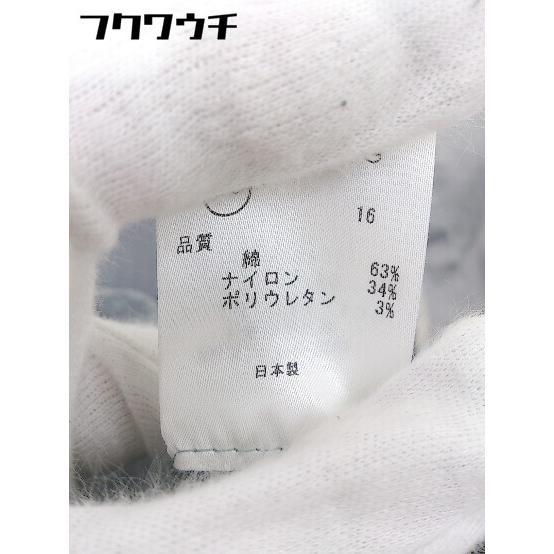 フクワウチ
16
品質
綿 63%
ナイロン 34%
ポリウレタン 3%
日本製